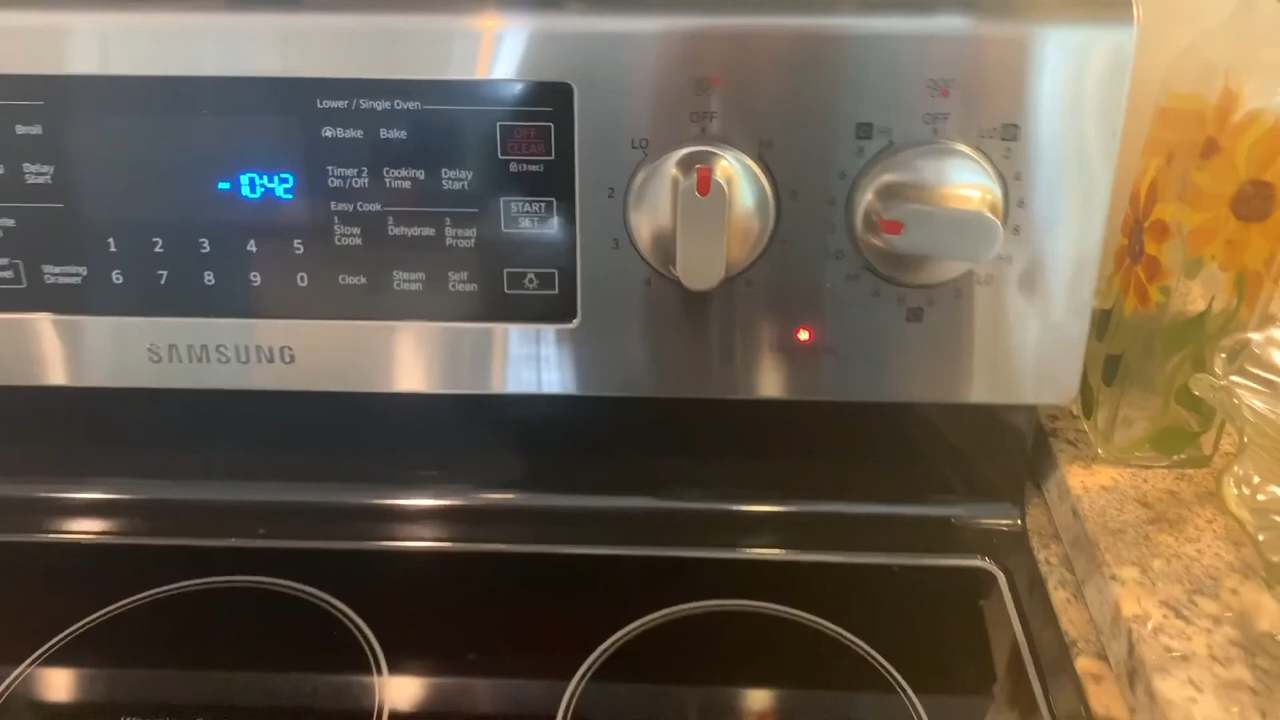 Lower / Single Oven
Broil
Bake Bake
OFF
CLEAR
(3 sec)
Delay
Start
Timer 2
On / Off
Cooking
Time
Delay
Start
-10:42
Easy Cook
1.
Slow
Cook
2.
Dehydrate
3.
Bread
Proof
START
SET
1 2 3 4 5
6 7 8 9 0
Warming
Drawer
Clock
Steam
Clean
Self
Clean
SAMSUNG
OFF
LO
2
3
OFF
LO